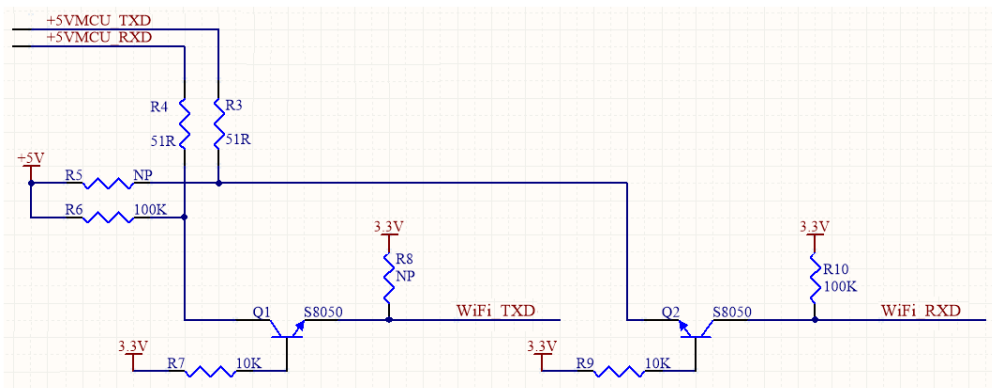 +5VMCU_TXD
+5VMCU_RXD
R4
R3
51R
51R
+5V
R5
NP
R6
100K
3.3V
3.3V
R8
NP
R10
100K
Q1
S8050
WiFi_TXD
Q2
S8050
WiFi_RXD
3.3V
R7
10K
3.3V
R9
10K